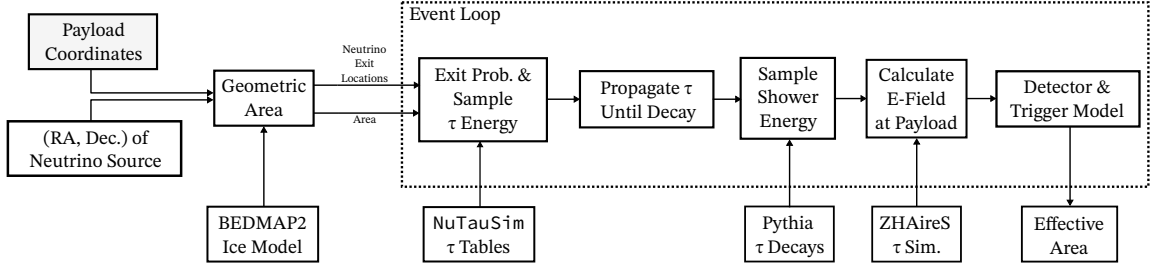 Event Loop
Payload
Coordinates
(RA, Dec.) of
Neutrino Source
Geometric
Area
BEDMAP2
Ice Model
Neutrino
Exit
Locations
Area
Exit Prob. &
Sample
τ Energy
NuTauSim
τ Tables
Propagate τ
Until Decay
Sample
Shower
Energy
Pythia
τ Decays
Calculate
E-Field
at Payload
ZHAireS
τ Sim.
Detector &
Trigger Model
Effective
Area